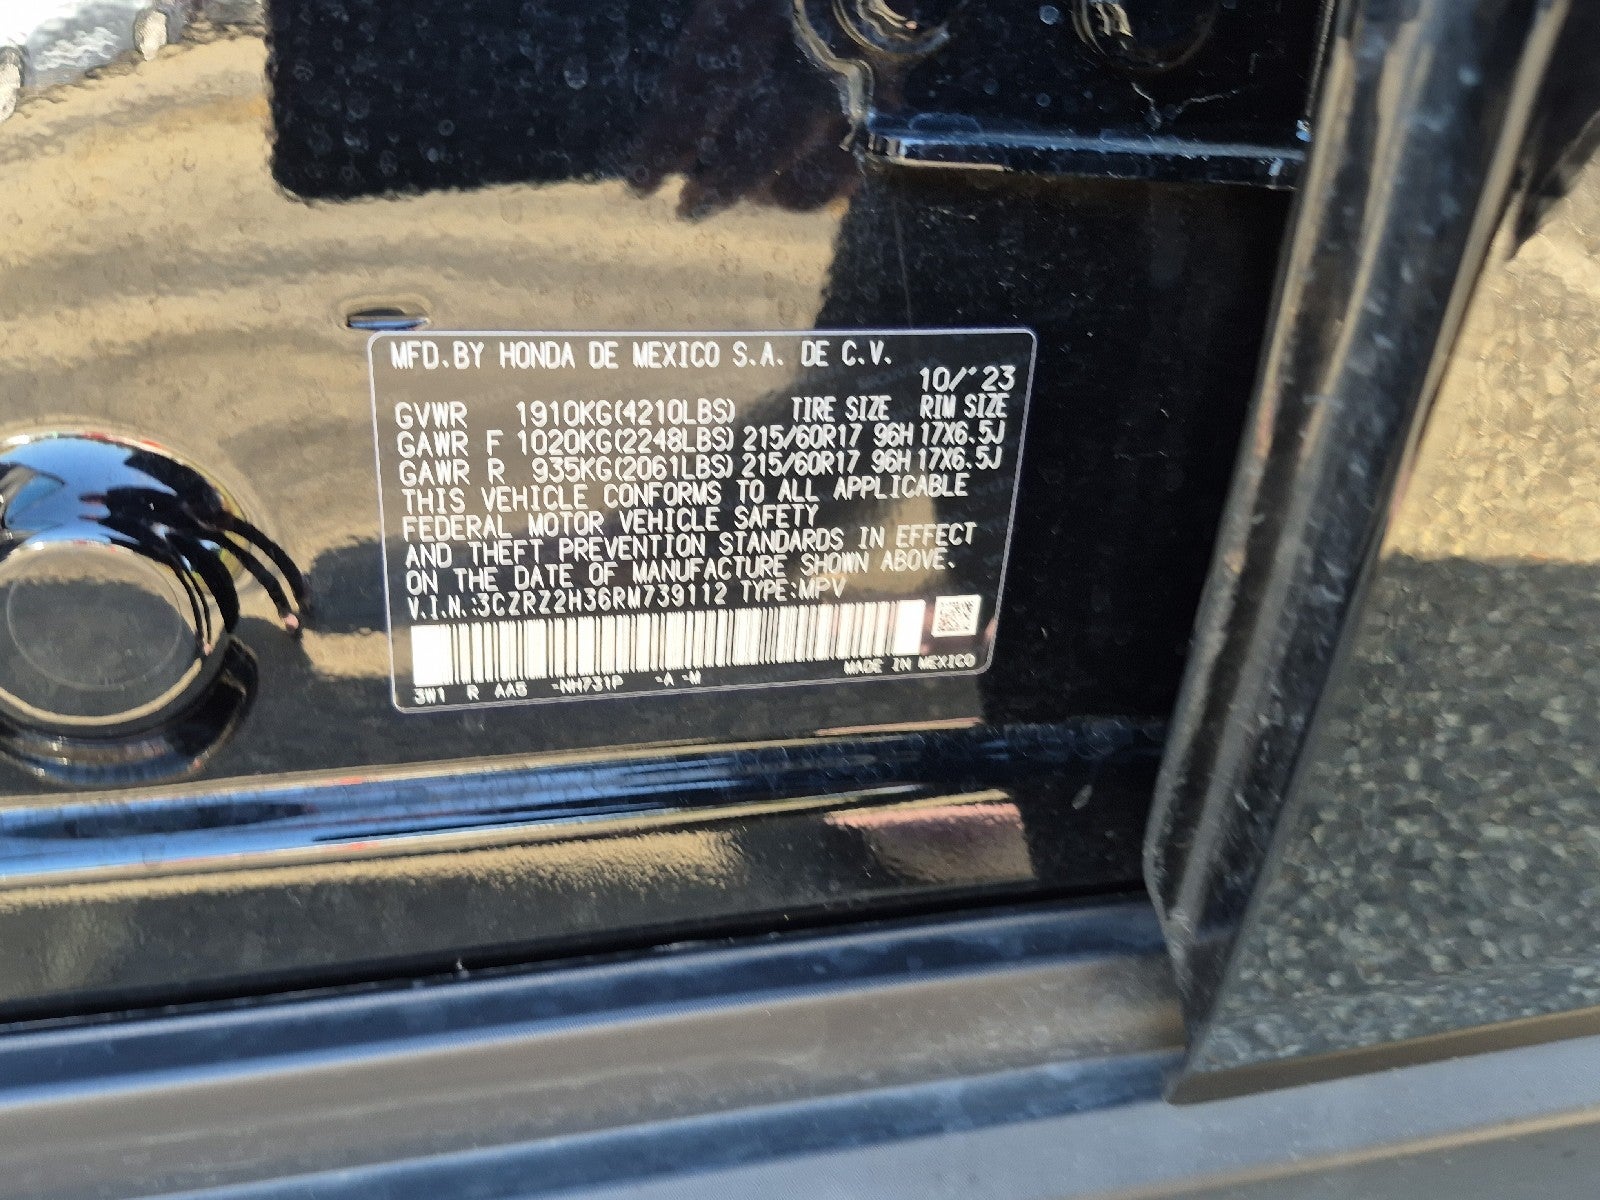 MFD.BY HONDA DE MEXICO S.A. DE C.V.
10/'23
GVWR 1910KG(4210LBS) TIRE SIZE RIM SIZE
GAWR F 1020KG(2248LBS) 215/60R17 96H 17X6.5J
GAWR R 935KG(2061LBS) 215/60R17 96H 17X6.5J
THIS VEHICLE CONFORMS TO ALL APPLICABLE
FEDERAL MOTOR VEHICLE SAFETY
AND THEFT PREVENTION STANDARDS IN EFFECT
ON THE DATE OF MANUFACTURE SHOWN ABOVE.
V.I.N.:3CZRZ2H36RM739112 TYPE:MPV
MADE IN MEXICO
3W1 R AA5 -NH731P -A -M